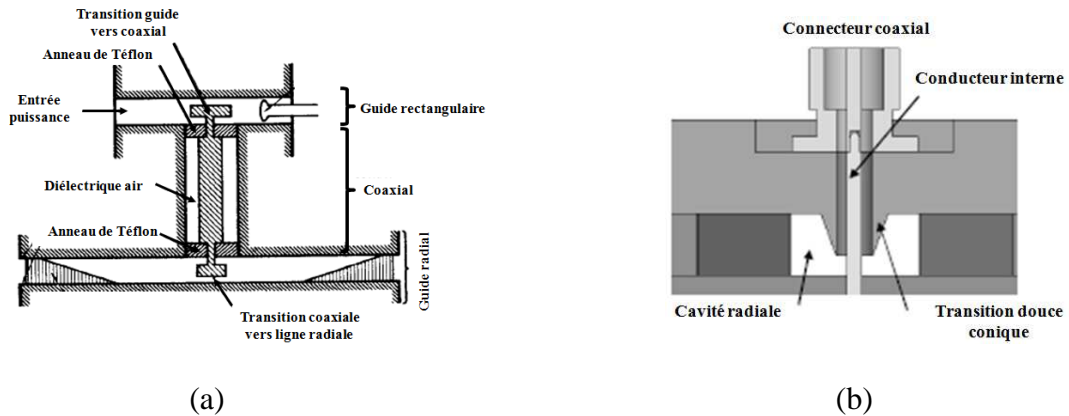 Transition guide
vers coaxial
Anneau de Téflon
Entrée
puissance
Guide rectangulaire
Diélectrique air
Coaxial
Anneau de Téflon
Guide radial
Transition coaxiale
vers ligne radiale
(a)
Connecteur coaxial
Conducteur interne
Cavité radiale
Transition douce
conique
(b)